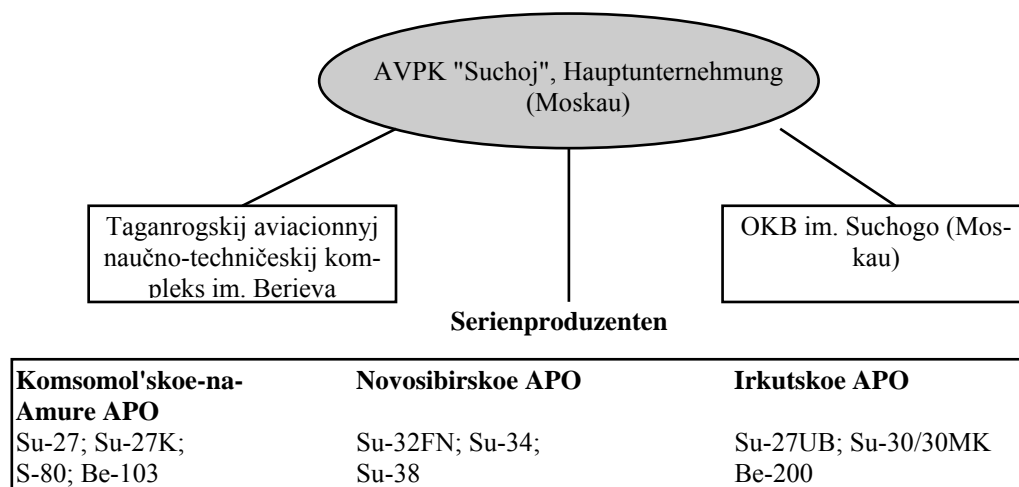 AVPK "Suchoj", Hauptunternehmung
(Moskau)
Taganrogskij aviacionnyj
naučno-techničeskij kom-
pleks im. Berieva
OKB im. Suchogo (Mos-
kau)
Serienproduzenten
Komsomol'skoe-na-
Amure APO
Su-27; Su-27K;
S-80; Be-103
Novosibirskoe APO
Su-32FN; Su-34;
Su-38
Irkutskoe APO
Su-27UB; Su-30/30MK
Be-200